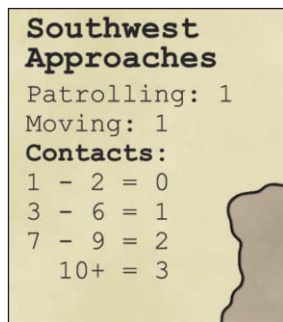 Southwest
Approaches
Patrolling: 1
Moving: 1
Contacts:
1 - 2 = 0
3 - 6 = 1
7 - 9 = 2
10+ = 3